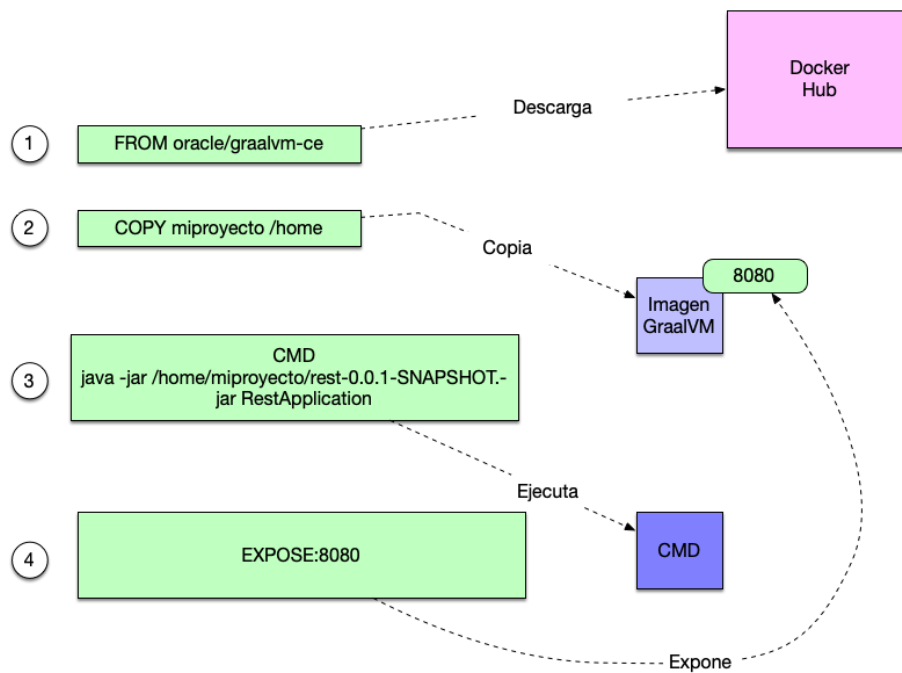 Docker
Hub
Descarga
1
FROM oracle/graalvm-ce
2
COPY miproyecto /home
Copia
8080
Imagen
GraalVM
3
CMD
java -jar /home/miproyecto/rest-0.0.1-SNAPSHOT.-
jar RestApplication
Ejecuta
4
EXPOSE:8080
CMD
Expone